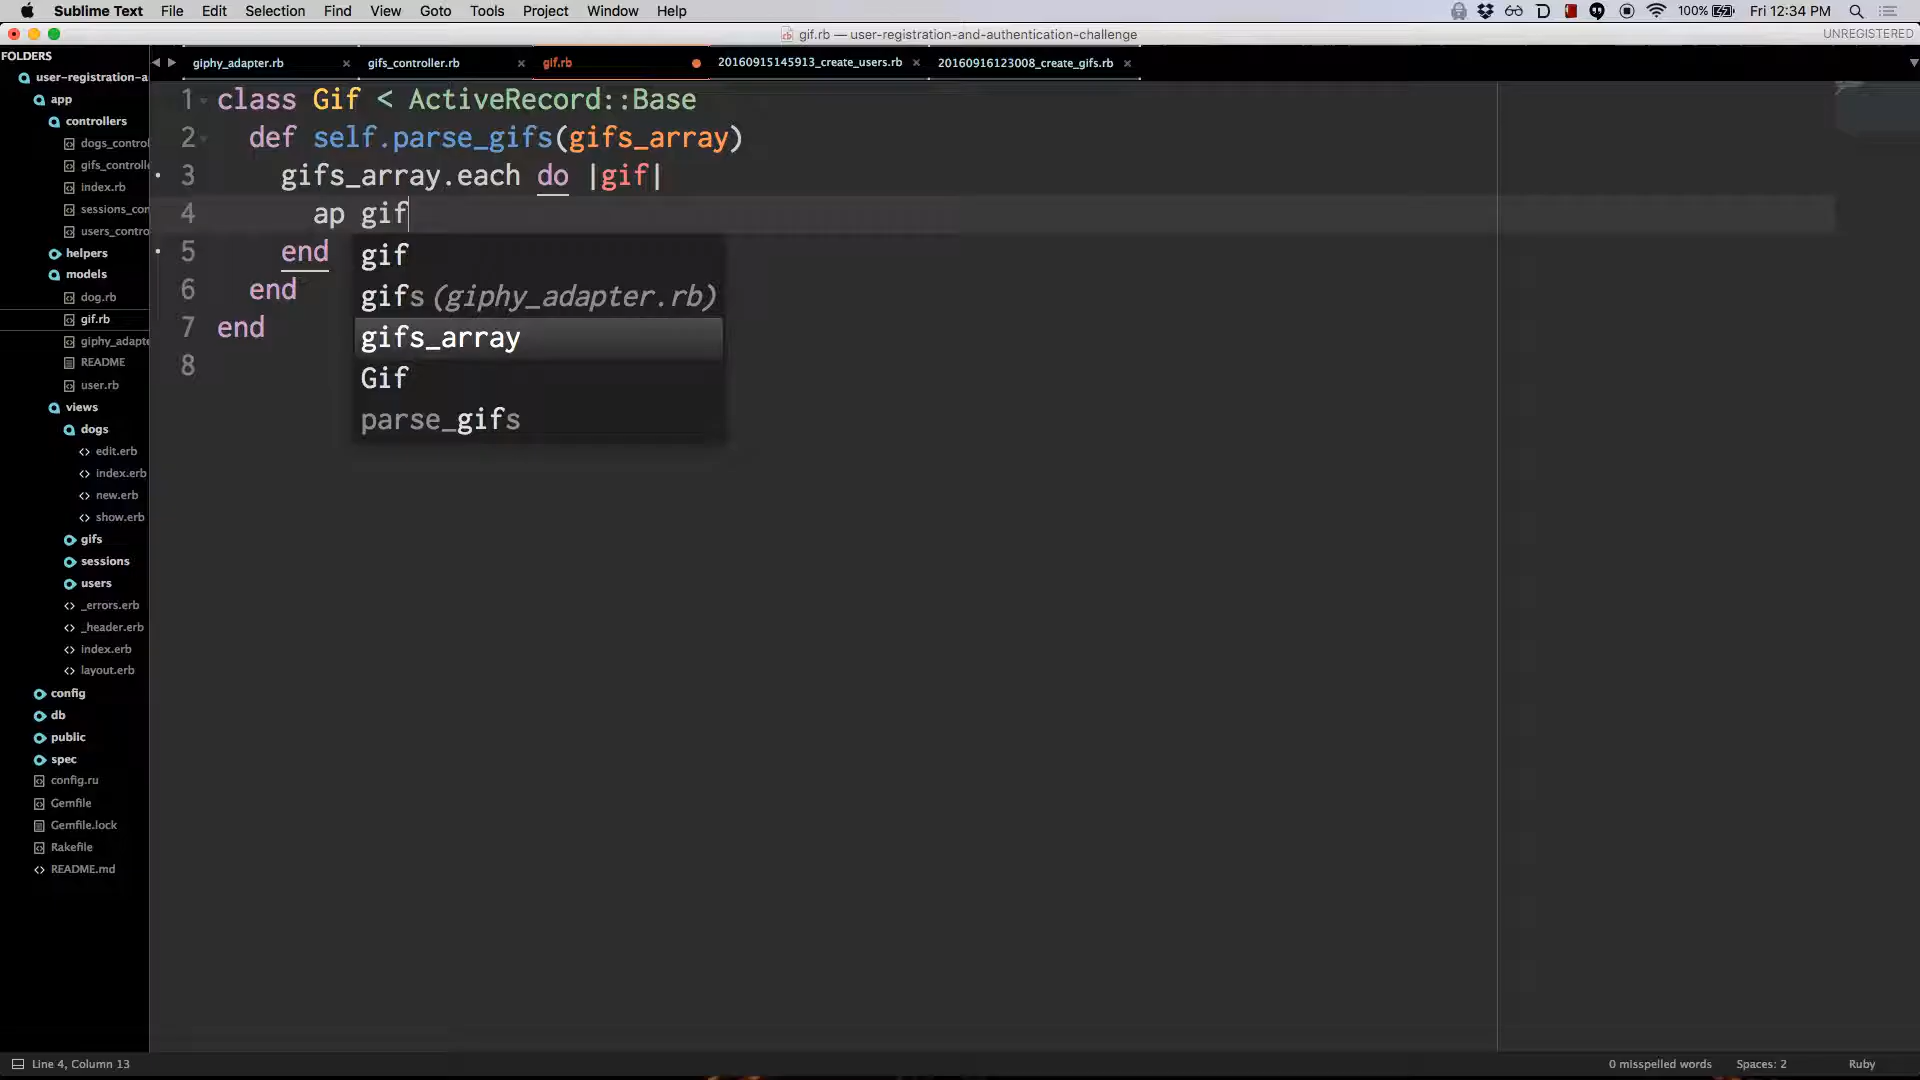 Sublime Text File Edit Selection Find View Goto Tools Project Window Help 100% Fri 12:34 PM
gif.rb — user-registration-and-authentication-challenge UNREGISTERED
FOLDERS
user-registration-a
app
controllers
dogs_control
gifs_controlle
index.rb
sessions_con
users_contro
helpers
models
dog.rb
gif.rb
giphy_adapte
README
user.rb
views
dogs
edit.erb
index.erb
new.erb
show.erb
gifs
sessions
users
_errors.erb
_header.erb
index.erb
layout.erb
config
db
public
spec
config.ru
Gemfile
Gemfile.lock
Rakefile
README.md
giphy_adapter.rb gifs_controller.rb gif.rb 20160915145913_create_users.rb 20160916123008_create_gifs.rb
1 class Gif < ActiveRecord::Base
2 def self.parse_gifs(gifs_array)
3 gifs_array.each do |gif|
4 ap gif
5 end
6 end
7 end
8
gif
gifs (giphy_adapter.rb)
gifs_array
Gif
parse_gifs
Line 4, Column 13 0 misspelled words Spaces: 2 Ruby